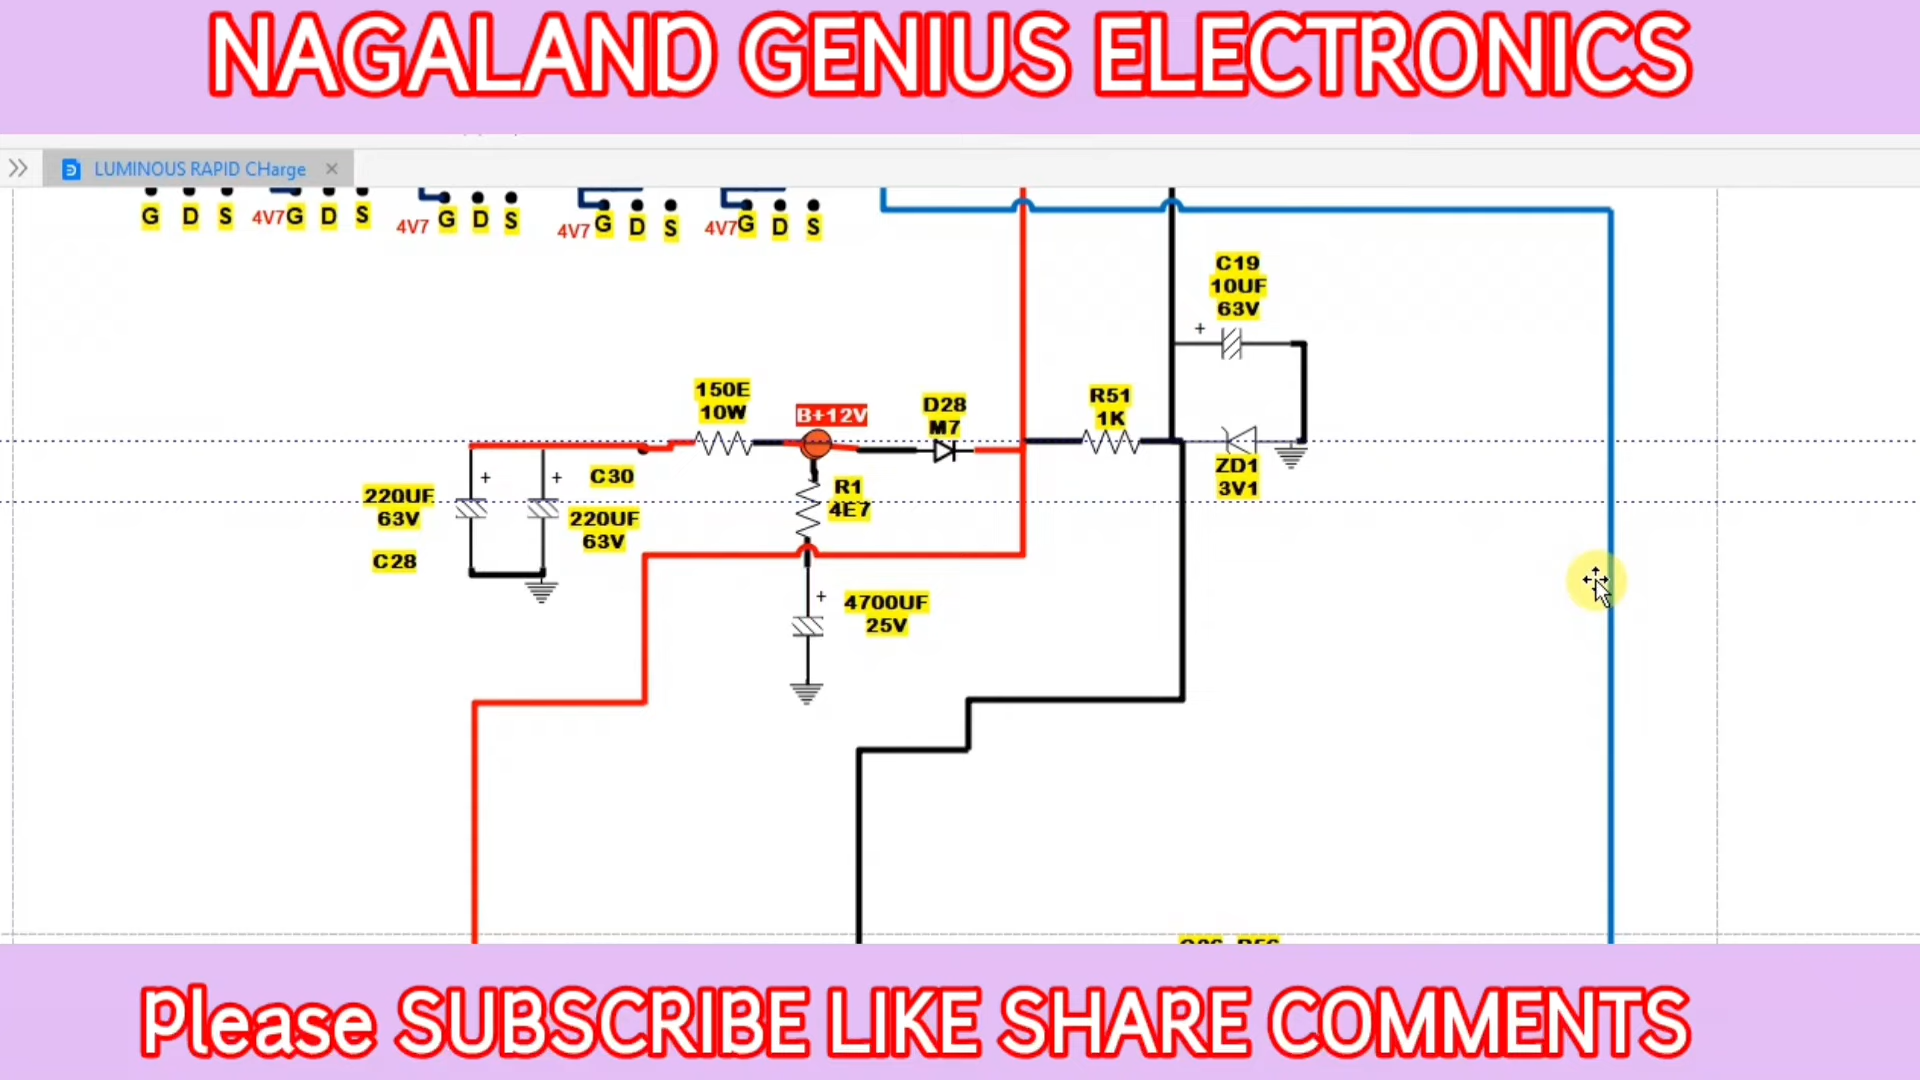 NAGALAND GENIUS ELECTRONICS
LUMINOUS RAPID CHarge
G D S 4V7 G D S 4V7 G D S 4V7 G D S 4V7 G D S
C19
10UF
63V
+
150E
10W
B+12V
D28
M7
R51
1K
ZD1
3V1
+
+
C30
220UF
63V
C28
220UF
63V
R1
4E7
+
4700UF
25V
Please SUBSCRIBE LIKE SHARE COMMENTS